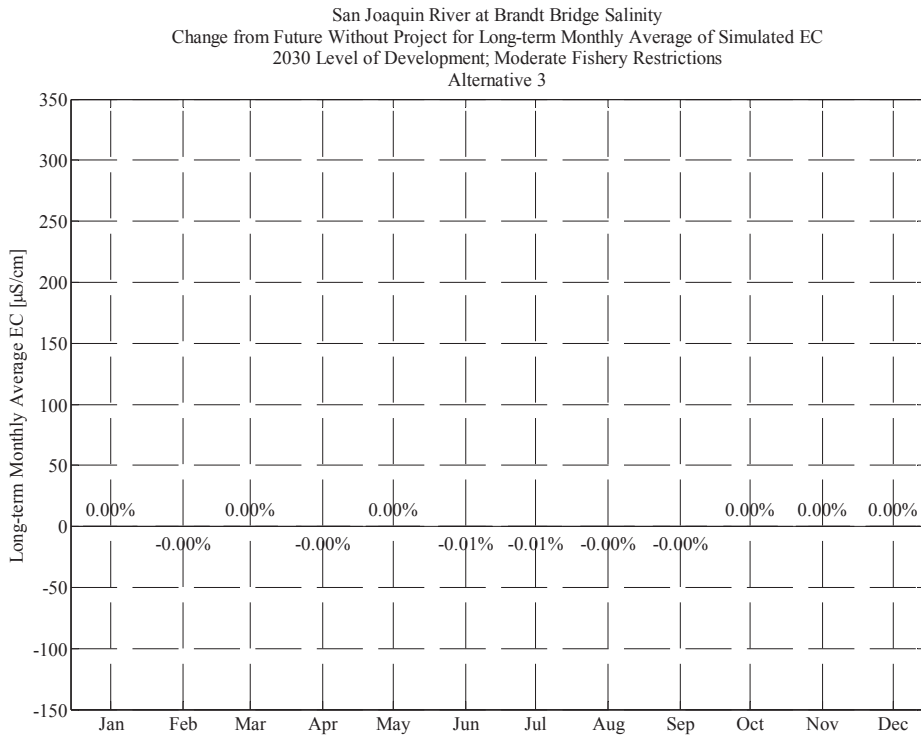 San Joaquin River at Brandt Bridge Salinity
Change from Future Without Project for Long-term Monthly Average of Simulated EC
2030 Level of Development; Moderate Fishery Restrictions
Alternative 3
Long-term Monthly Average EC [µS/cm]
350
300
250
200
150
100
50
0
-50
-100
-150
0.00% 0.00% 0.00% 0.00% 0.00% 0.00%
-0.00% -0.00% -0.01% -0.01% -0.00% -0.00%
Jan Feb Mar Apr May Jun Jul Aug Sep Oct Nov Dec